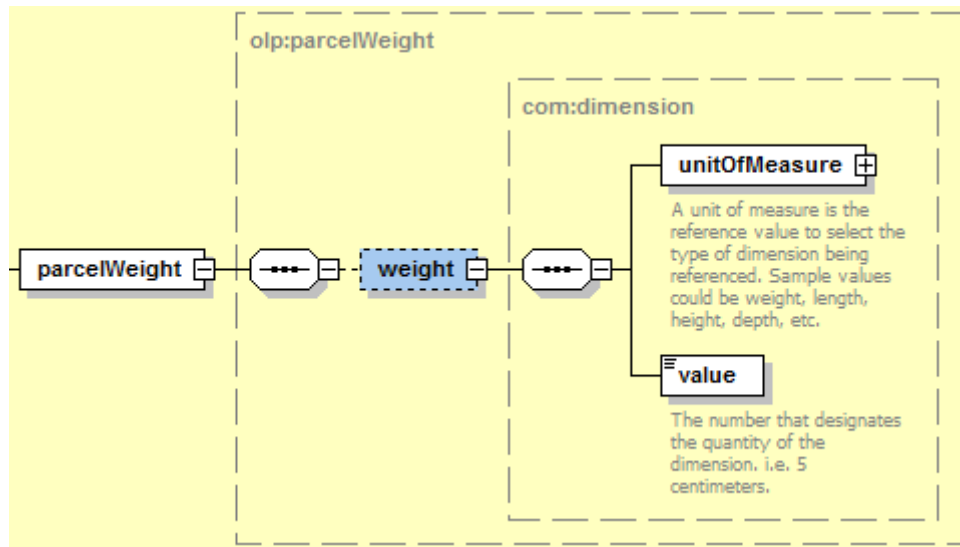 olp:parcelWeight
com:dimension
unitOfMeasure
A unit of measure is the
reference value to select the
type of dimension being
referenced. Sample values
could be weight, length,
height, depth, etc.
parcelWeight
weight
value
The number that designates
the quantity of the
dimension. i.e. 5
centimeters.